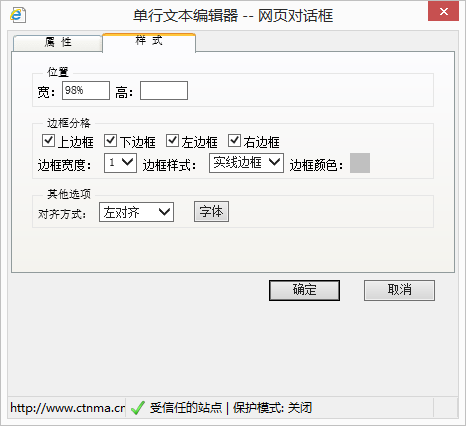 单行文本编辑器 -- 网页对话框
属 性
样 式
位置
宽: 98% 高:
边框分格
上边框 下边框 左边框 右边框
边框宽度: 1 边框样式: 实线边框 边框颜色:
其他选项
对齐方式: 左对齐 字体
确定 取消
http://www.ctnma.cn 受信任的站点 | 保护模式: 关闭